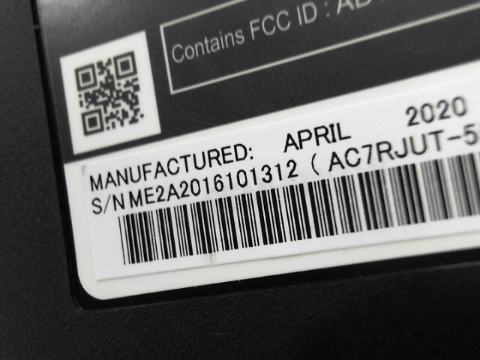 Contains FCC ID :
MANUFACTURED: APRIL 2020
S/N ME2A2016101312 ( AC7RJUT-5